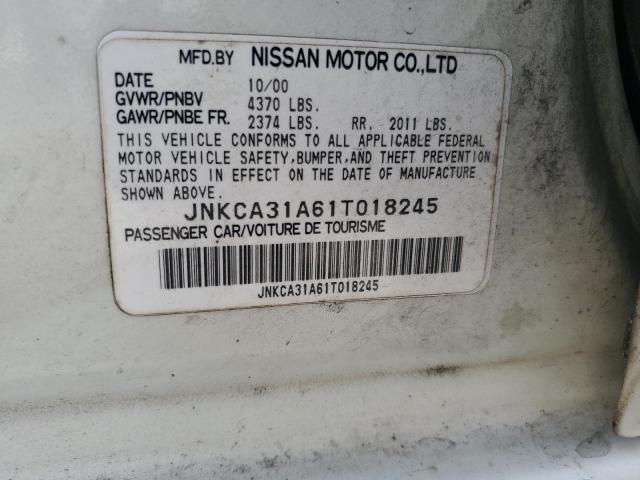 MFD.BY NISSAN MOTOR CO.,LTD
DATE 10/00
GVWR/PNBV 4370 LBS.
GAWR/PNBE FR. 2374 LBS. RR. 2011 LBS.
THIS VEHICLE CONFORMS TO ALL APPLICABLE FEDERAL
MOTOR VEHICLE SAFETY,BUMPER,AND THEFT PREVENTION
STANDARDS IN EFFECT ON THE DATE OF MANUFACTURE
SHOWN ABOVE.
JNKCA31A61T018245
PASSENGER CAR/VOITURE DE TOURISME
JNKCA31A61T018245